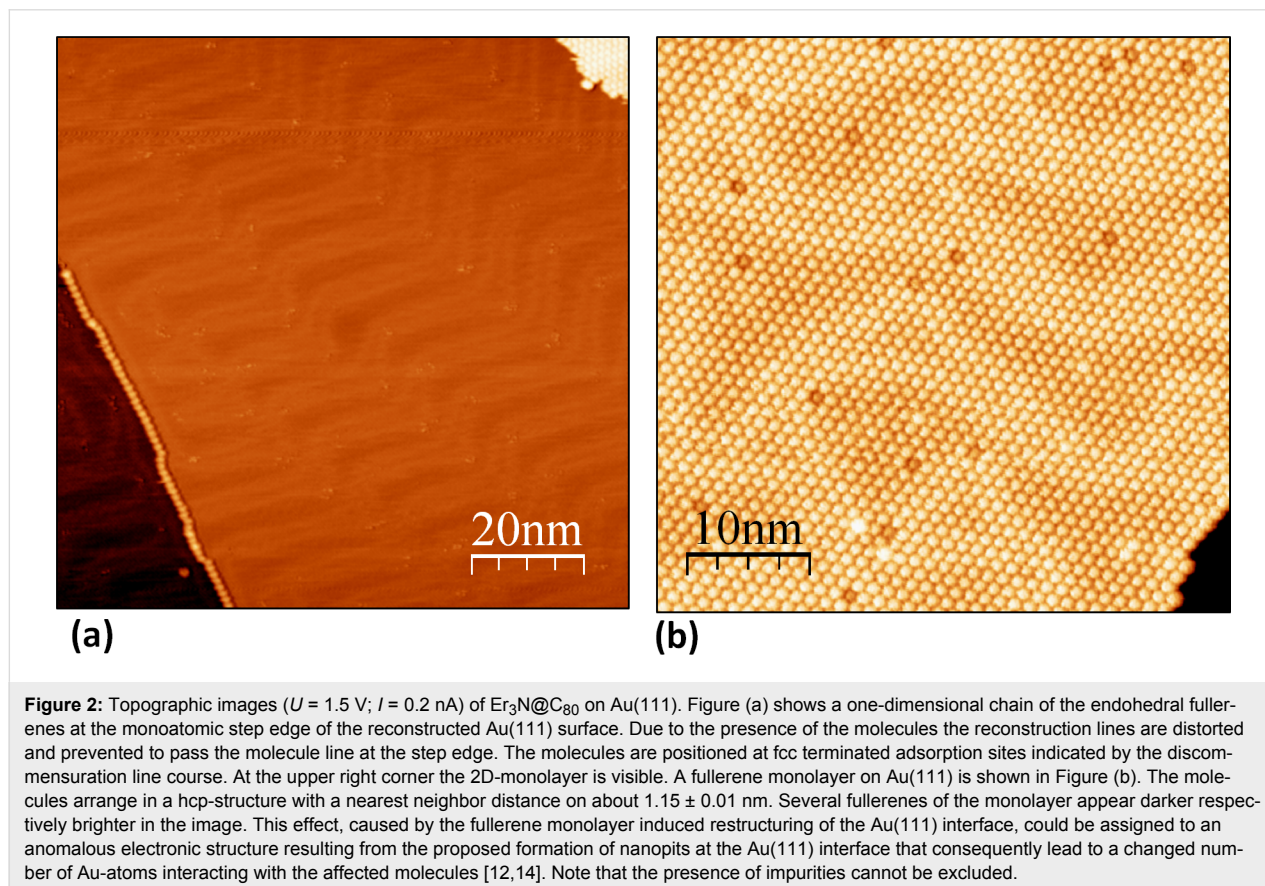 20nm
10nm
(a)
(b)
Figure 2: Topographic images (U = 1.5 V; I = 0.2 nA) of Er₃N@C₈₀ on Au(111). Figure (a) shows a one-dimensional chain of the endohedral fuller-
enes at the monoatomic step edge of the reconstructed Au(111) surface. Due to the presence of the molecules the reconstruction lines are distorted
and prevented to pass the molecule line at the step edge. The molecules are positioned at fcc terminated adsorption sites indicated by the discom-
mensuration line course. At the upper right corner the 2D-monolayer is visible. A fullerene monolayer on Au(111) is shown in Figure (b). The mole-
cules arrange in a hcp-structure with a nearest neighbor distance on about 1.15 ± 0.01 nm. Several fullerenes of the monolayer appear darker respec-
tively brighter in the image. This effect, caused by the fullerene monolayer induced restructuring of the Au(111) interface, could be assigned to an
anomalous electronic structure resulting from the proposed formation of nanopits at the Au(111) interface that consequently lead to a changed num-
ber of Au-atoms interacting with the affected molecules [12,14]. Note that the presence of impurities cannot be excluded.